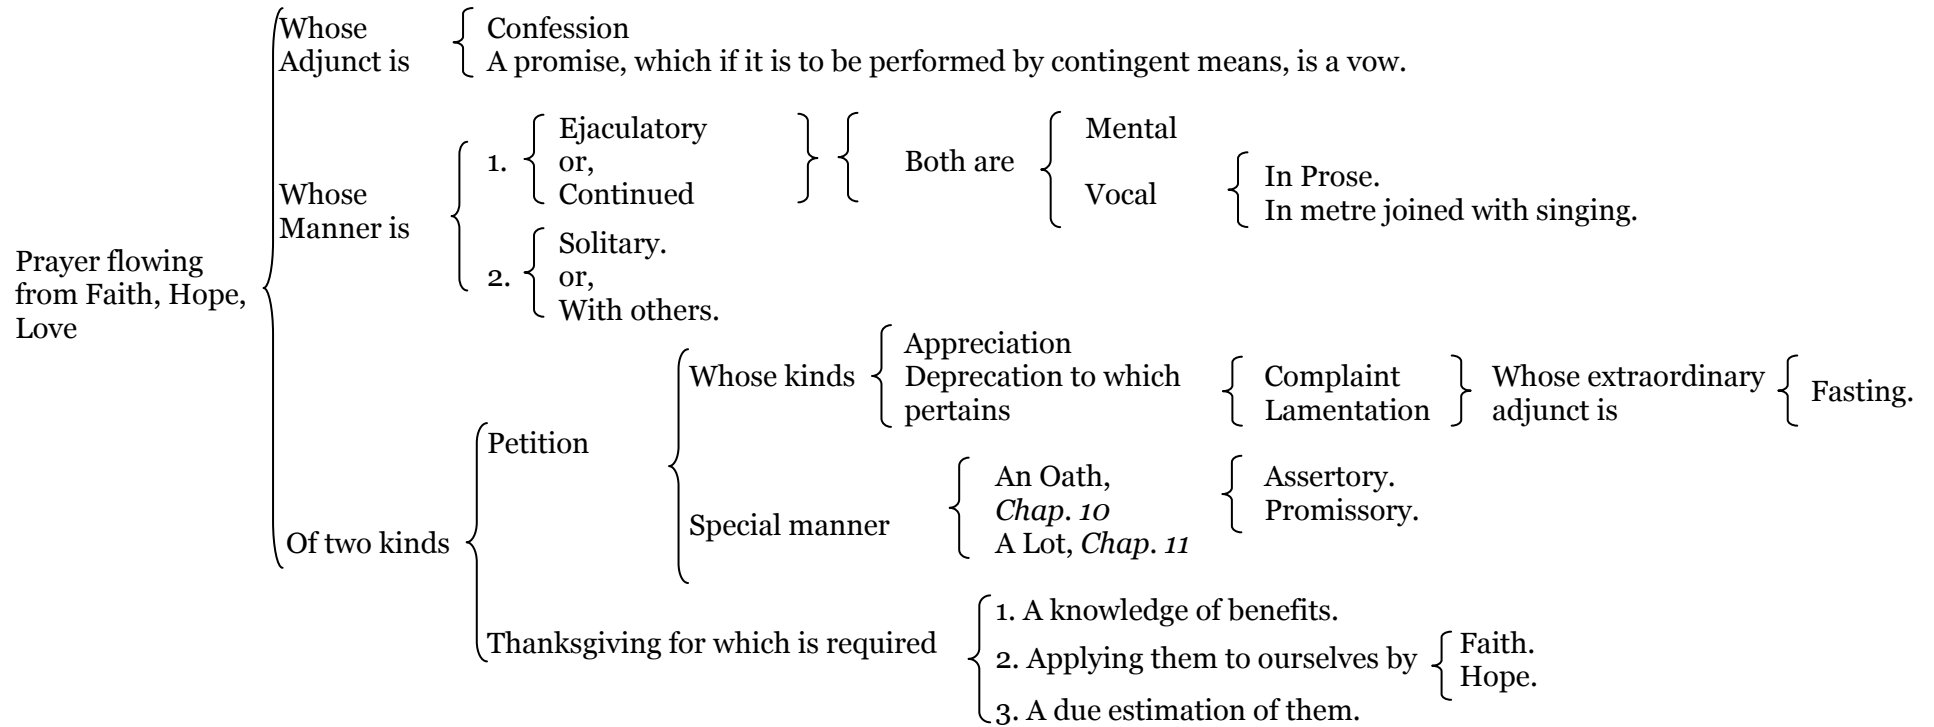 Prayer flowing
from Faith, Hope,
Love
Whose
Adjunct is
Confession
A promise, which if it is to be performed by contingent means, is a vow.
Whose
Manner is
1.
Ejaculatory
or,
Continued
Both are
Mental
Vocal
In Prose.
In metre joined with singing.
2.
Solitary.
or,
With others.
Of two kinds
Petition
Whose kinds
Appreciation
Deprecation to which
pertains
Complaint
Lamentation
Whose extraordinary
adjunct is
Fasting.
Special manner
An Oath,
Chap. 10
A Lot, Chap. 11
Assertory.
Promissory.
Thanksgiving for which is required
1. A knowledge of benefits.
2. Applying them to ourselves by
Faith.
Hope.
3. A due estimation of them.